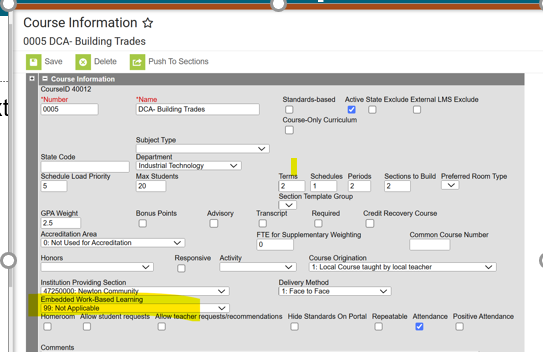 Course Information ☆
0005 DCA- Building Trades
Save Delete Push To Sections
Course Information
CourseID 40012
*Number *Name Standards-based Active State Exclude External LMS Exclude
0005 DCA- Building Trades
Course-Only Curriculum
Subject Type
State Code Department
Industrial Technology
Schedule Load Priority Max Students Terms Schedules Periods Sections to Build Preferred Room Type
5 20 2 1 2 2
Section Template Group
GPA Weight Bonus Points Advisory Transcript Required Credit Recovery Course
2.5
Accreditation Area FTE for Supplementary Weighting Common Course Number
0: Not Used for Accreditation 0
Honors Responsive Activity Course Origination
1: Local Course taught by local teacher
Institution Providing Section Delivery Method
47250000: Newton Community 1: Face to Face
Embedded Work-Based Learning
99: Not Applicable
Homeroom Allow student requests Allow teacher requests/recommendations Hide Standards On Portal Repeatable Attendance Positive Attendance
Comments